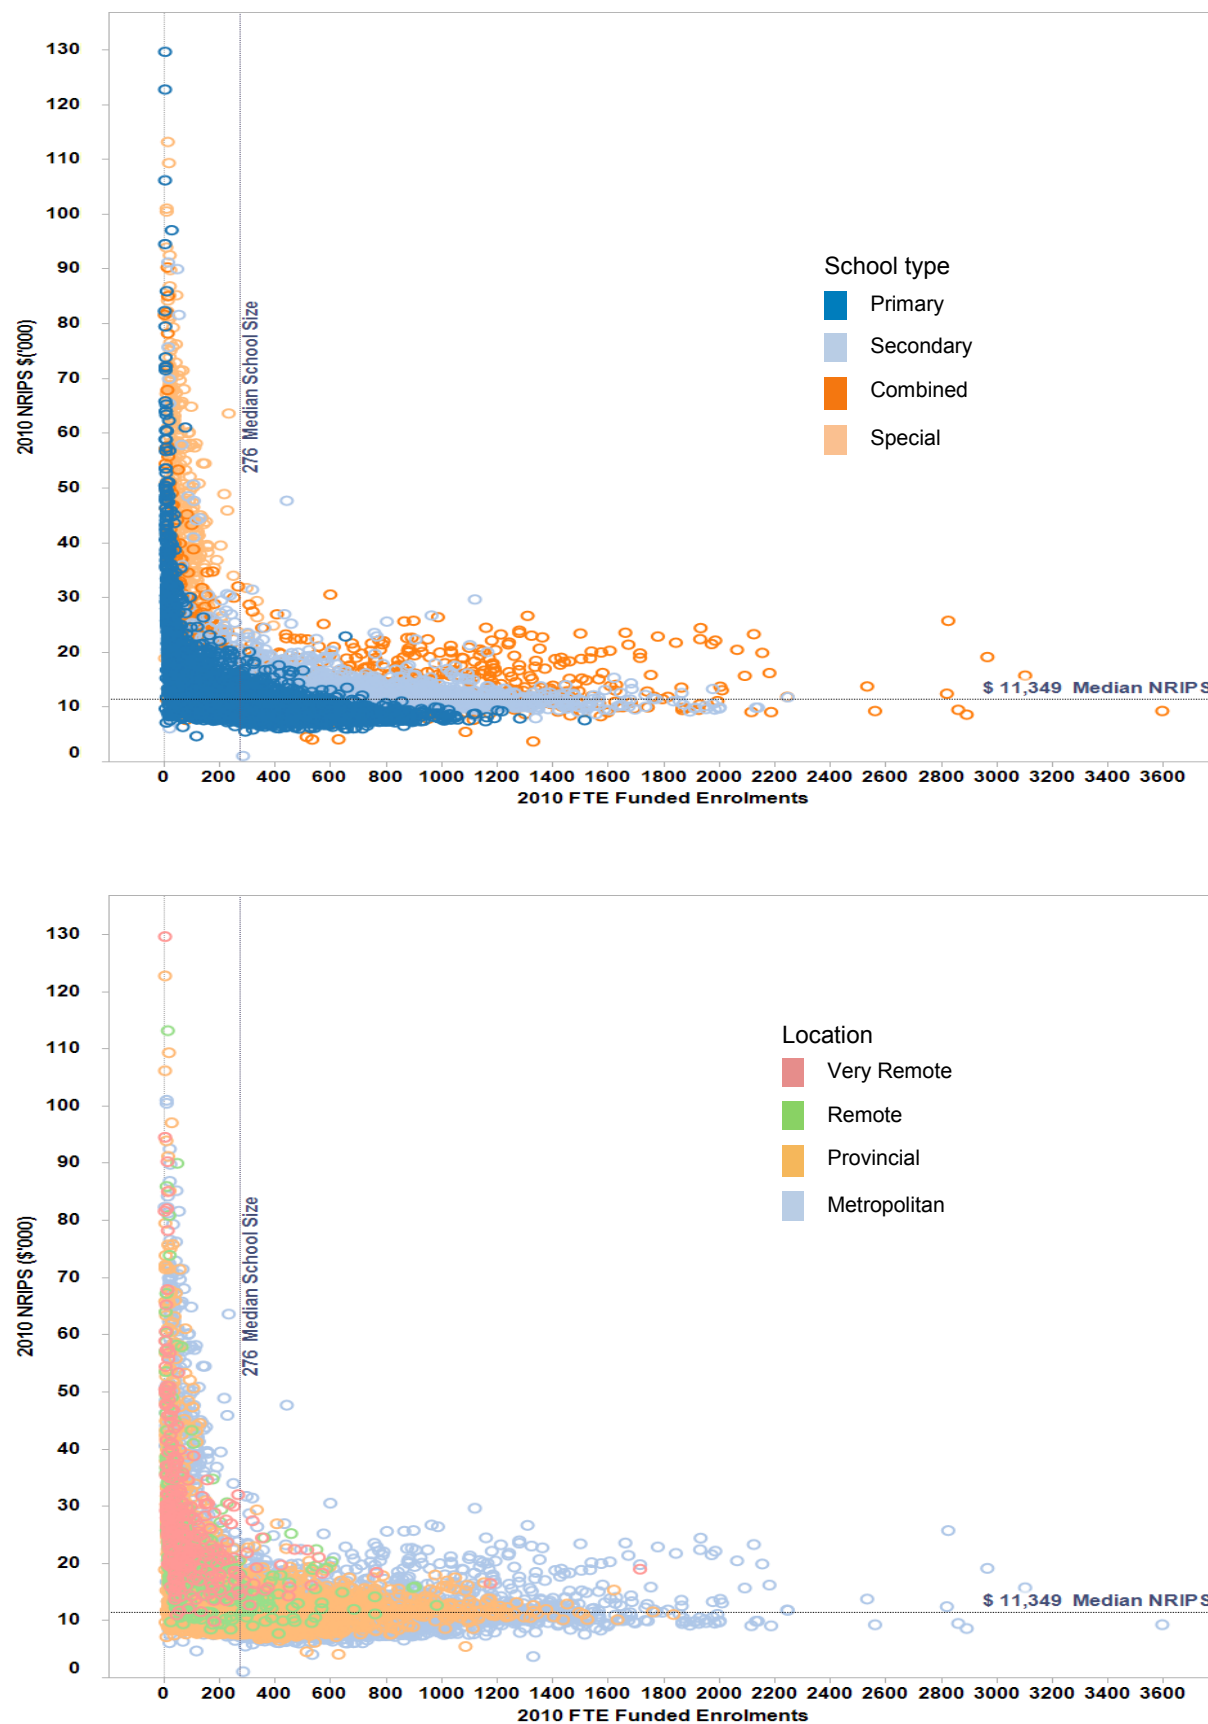 130
120
110
100
90
80
70
60
50
40
30
20
10
0
2010 NRIPS $('000)
276 Median School Size
School type
Primary
Secondary
Combined
Special
$ 11,349 Median NRIPS
0 200 400 600 800 1000 1200 1400 1600 1800 2000 2200 2400 2600 2800 3000 3200 3400 3600
2010 FTE Funded Enrolments
130
120
110
100
90
80
70
60
50
40
30
20
10
0
2010 NRIPS ($'000)
276 Median School Size
Location
Very Remote
Remote
Provincial
Metropolitan
$ 11,349 Median NRIPS
0 200 400 600 800 1000 1200 1400 1600 1800 2000 2200 2400 2600 2800 3000 3200 3400 3600
2010 FTE Funded Enrolments